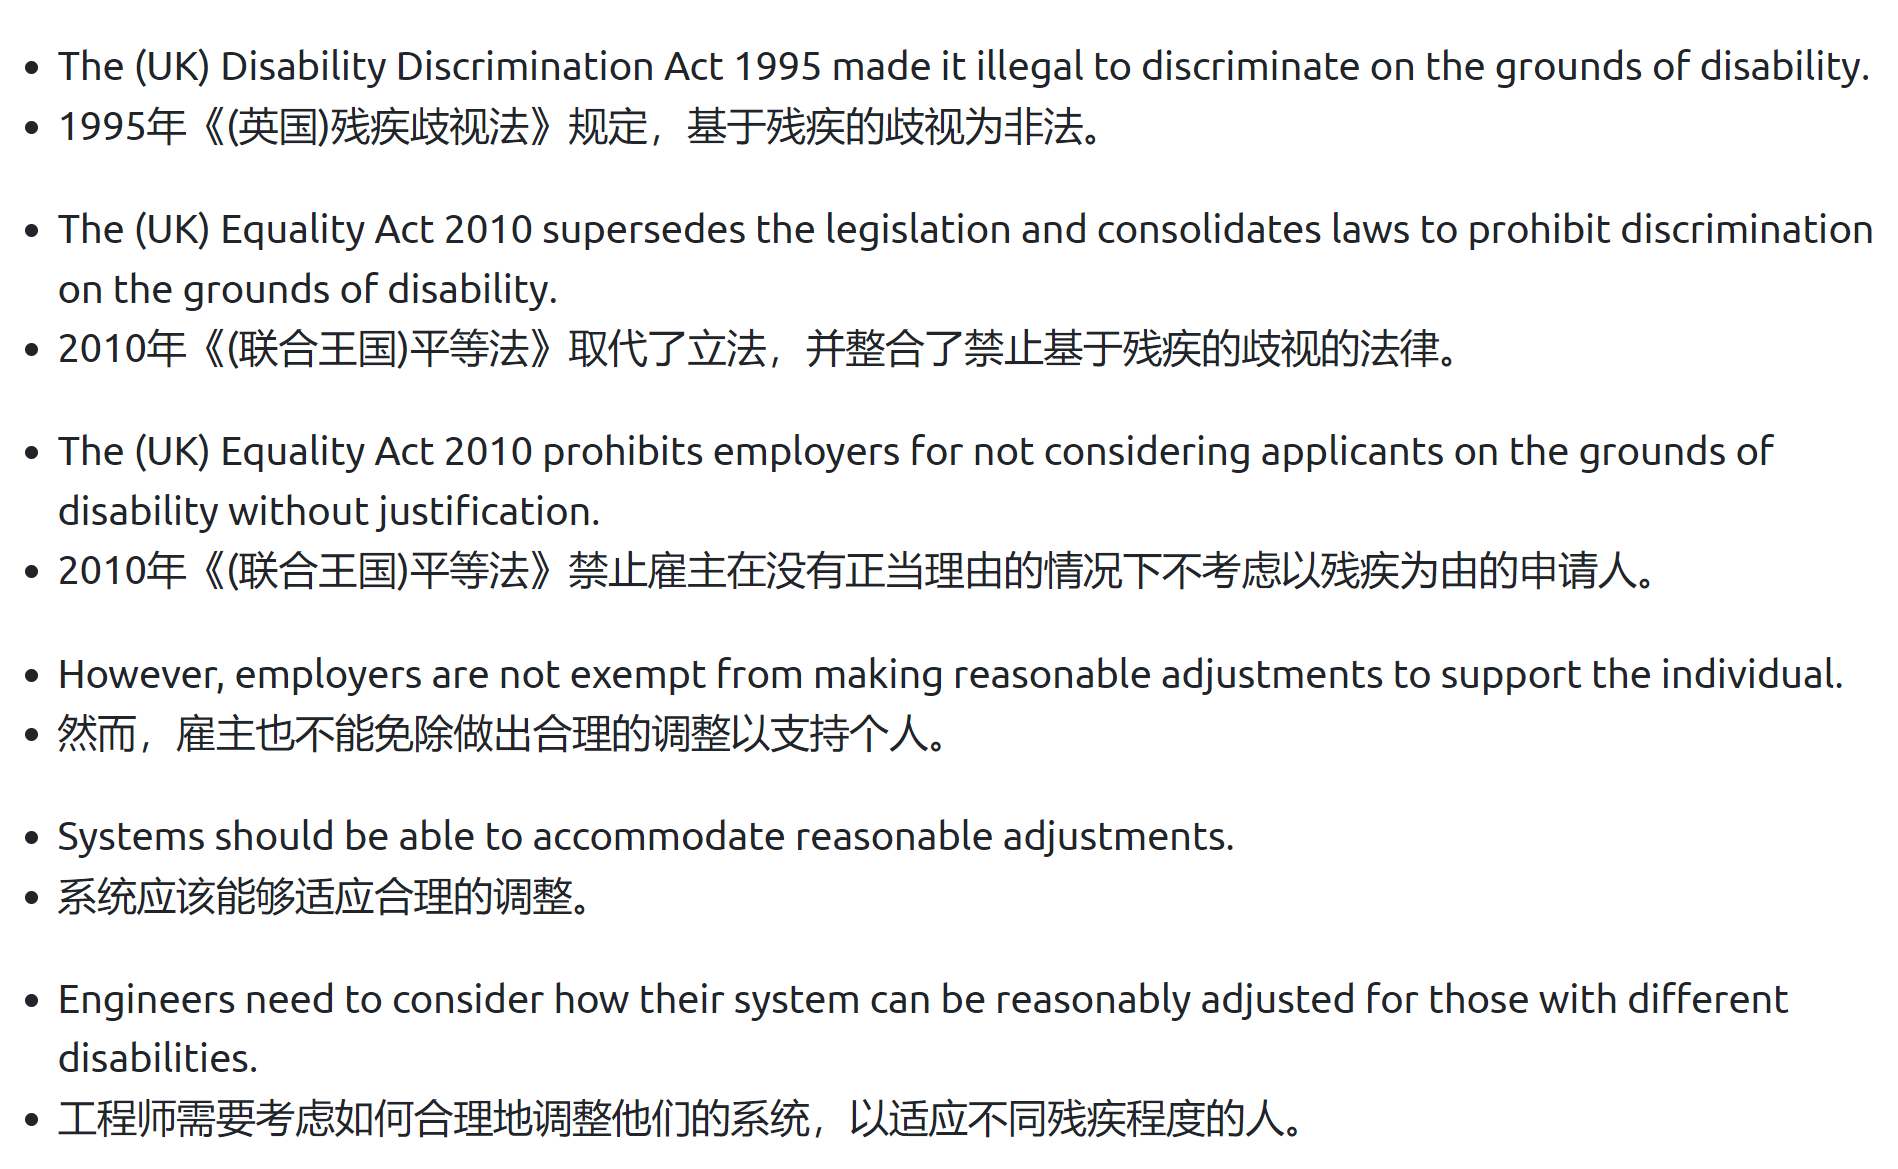 • The (UK) Disability Discrimination Act 1995 made it illegal to discriminate on the grounds of disability.
• 1995年《(英国)残疾歧视法》规定，基于残疾的歧视为非法。
• The (UK) Equality Act 2010 supersedes the legislation and consolidates laws to prohibit discrimination
on the grounds of disability.
• 2010年《(联合王国)平等法》取代了立法，并整合了禁止基于残疾的歧视的法律。
• The (UK) Equality Act 2010 prohibits employers for not considering applicants on the grounds of
disability without justification.
• 2010年《(联合王国)平等法》禁止雇主在没有正当理由的情况下不考虑以残疾为由的申请人。
• However, employers are not exempt from making reasonable adjustments to support the individual.
• 然而，雇主也不能免除做出合理的调整以支持个人。
• Systems should be able to accommodate reasonable adjustments.
• 系统应该能够适应合理的调整。
• Engineers need to consider how their system can be reasonably adjusted for those with different
disabilities.
• 工程师需要考虑如何合理地调整他们的系统，以适应不同残疾程度的人。